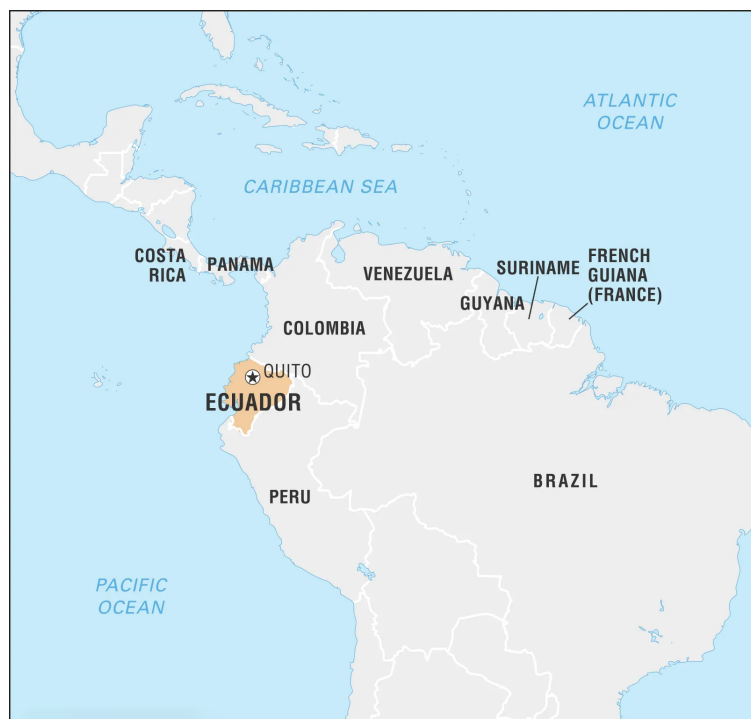 ATLANTIC
OCEAN
CARIBBEAN SEA
COSTA
RICA
PANAMA
VENEZUELA
GUYANA
SURINAME
FRENCH
GUIANA
(FRANCE)
COLOMBIA
QUITO
ECUADOR
PERU
BRAZIL
PACIFIC
OCEAN